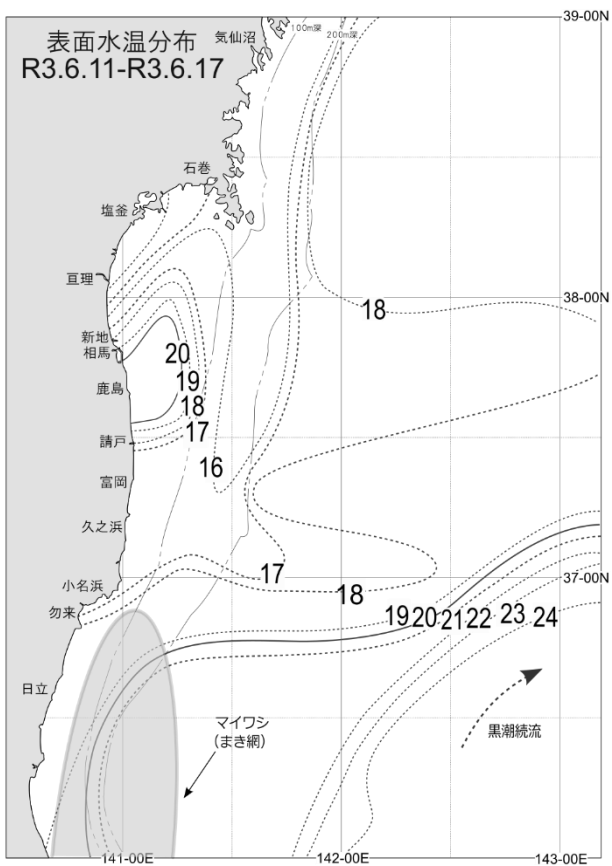 表面水温分布
R3.6.11-R3.6.17
気仙沼
100m深
200m深
39-00N
石巻
塩釜
亘理
38-00N
18
新地
相馬
鹿島
請戸
富岡
久之浜
小名浜
勿来
日立
20
19
18
17
16
17
18
37-00N
19
20
21
22
23
24
マイワシ
(まき網)
黒潮続流
141-00E
142-00E
143-00E